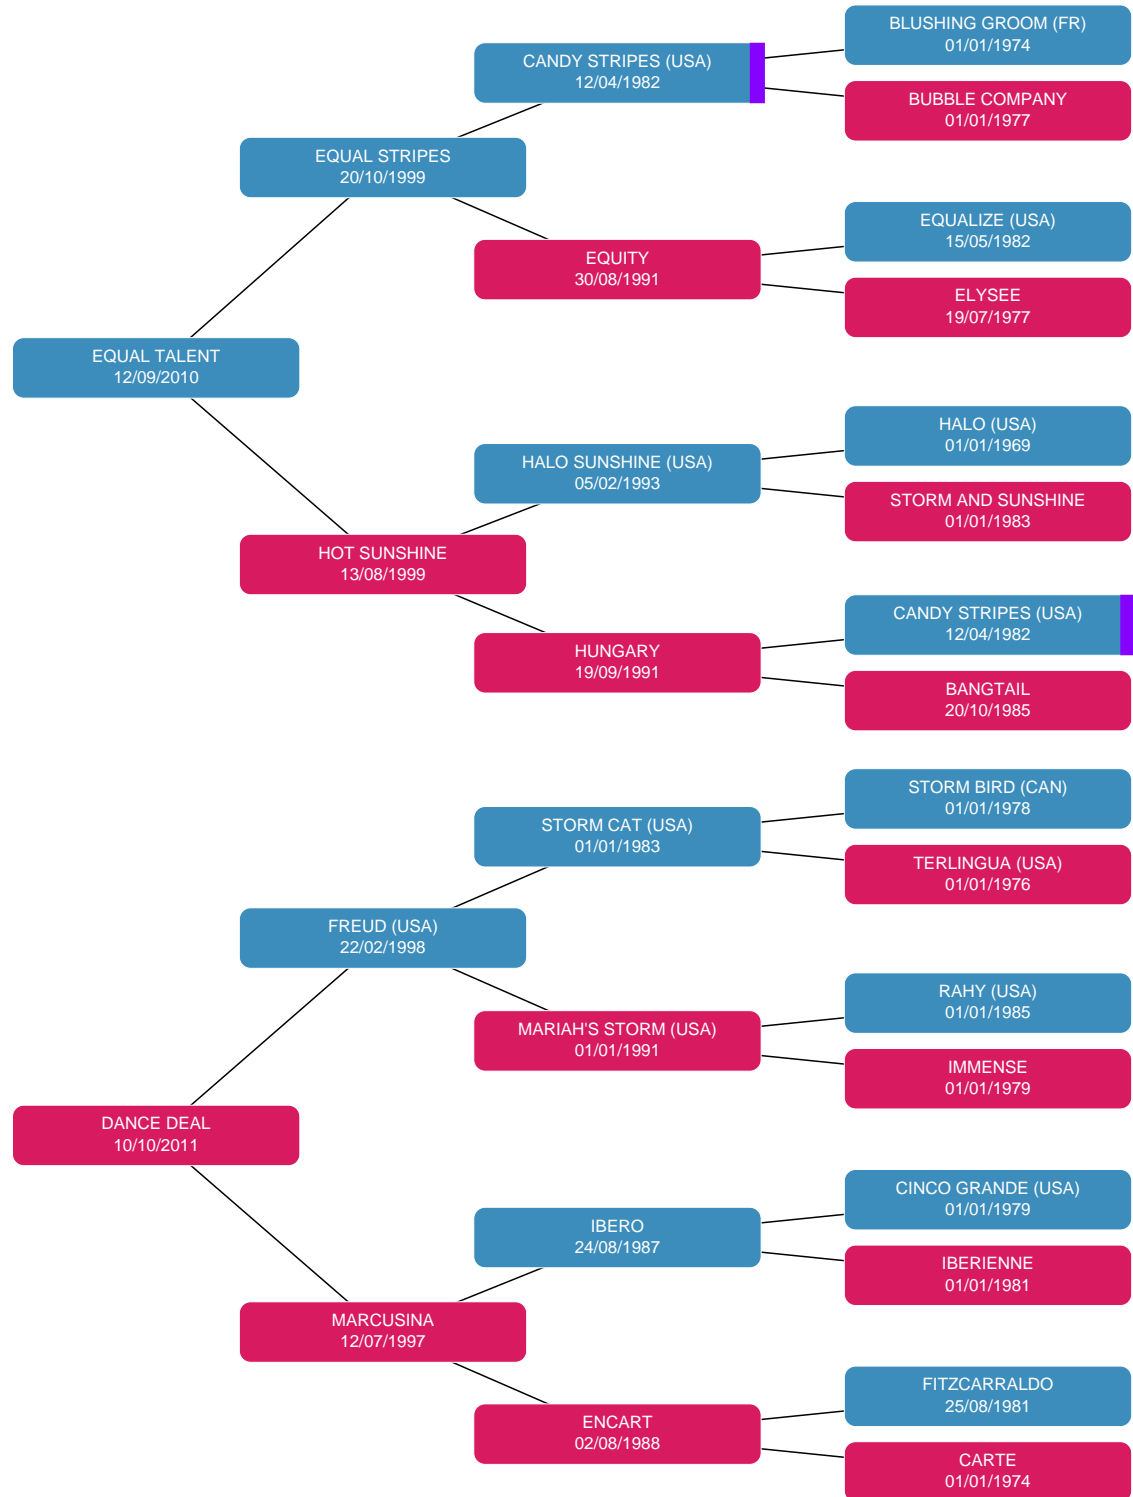 BLUSHING GROOM (FR)
01/01/1974
CANDY STRIPES (USA)
12/04/1982
BUBBLE COMPANY
01/01/1977
EQUAL STRIPES
20/10/1999
EQUALIZE (USA)
15/05/1982
EQUITY
30/08/1991
ELYSEE
19/07/1977
EQUAL TALENT
12/09/2010
HALO (USA)
01/01/1969
HALO SUNSHINE (USA)
05/02/1993
STORM AND SUNSHINE
01/01/1983
HOT SUNSHINE
13/08/1999
CANDY STRIPES (USA)
12/04/1982
HUNGARY
19/09/1991
BANGTAIL
20/10/1985
STORM BIRD (CAN)
01/01/1978
STORM CAT (USA)
01/01/1983
TERLINGUA (USA)
01/01/1976
FREUD (USA)
22/02/1998
RAHY (USA)
01/01/1985
MARIAH'S STORM (USA)
01/01/1991
IMMENSE
01/01/1979
DANCE DEAL
10/10/2011
CINCO GRANDE (USA)
01/01/1979
IBERO
24/08/1987
IBERIENNE
01/01/1981
MARCUSINA
12/07/1997
FITZCARRALDO
25/08/1981
ENCART
02/08/1988
CARTE
01/01/1974